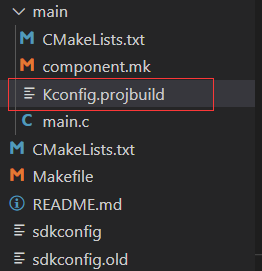 main
CMakeLists.txt
component.mk
Kconfig.projbuild
main.c
CMakeLists.txt
Makefile
README.md
sdkconfig
sdkconfig.old